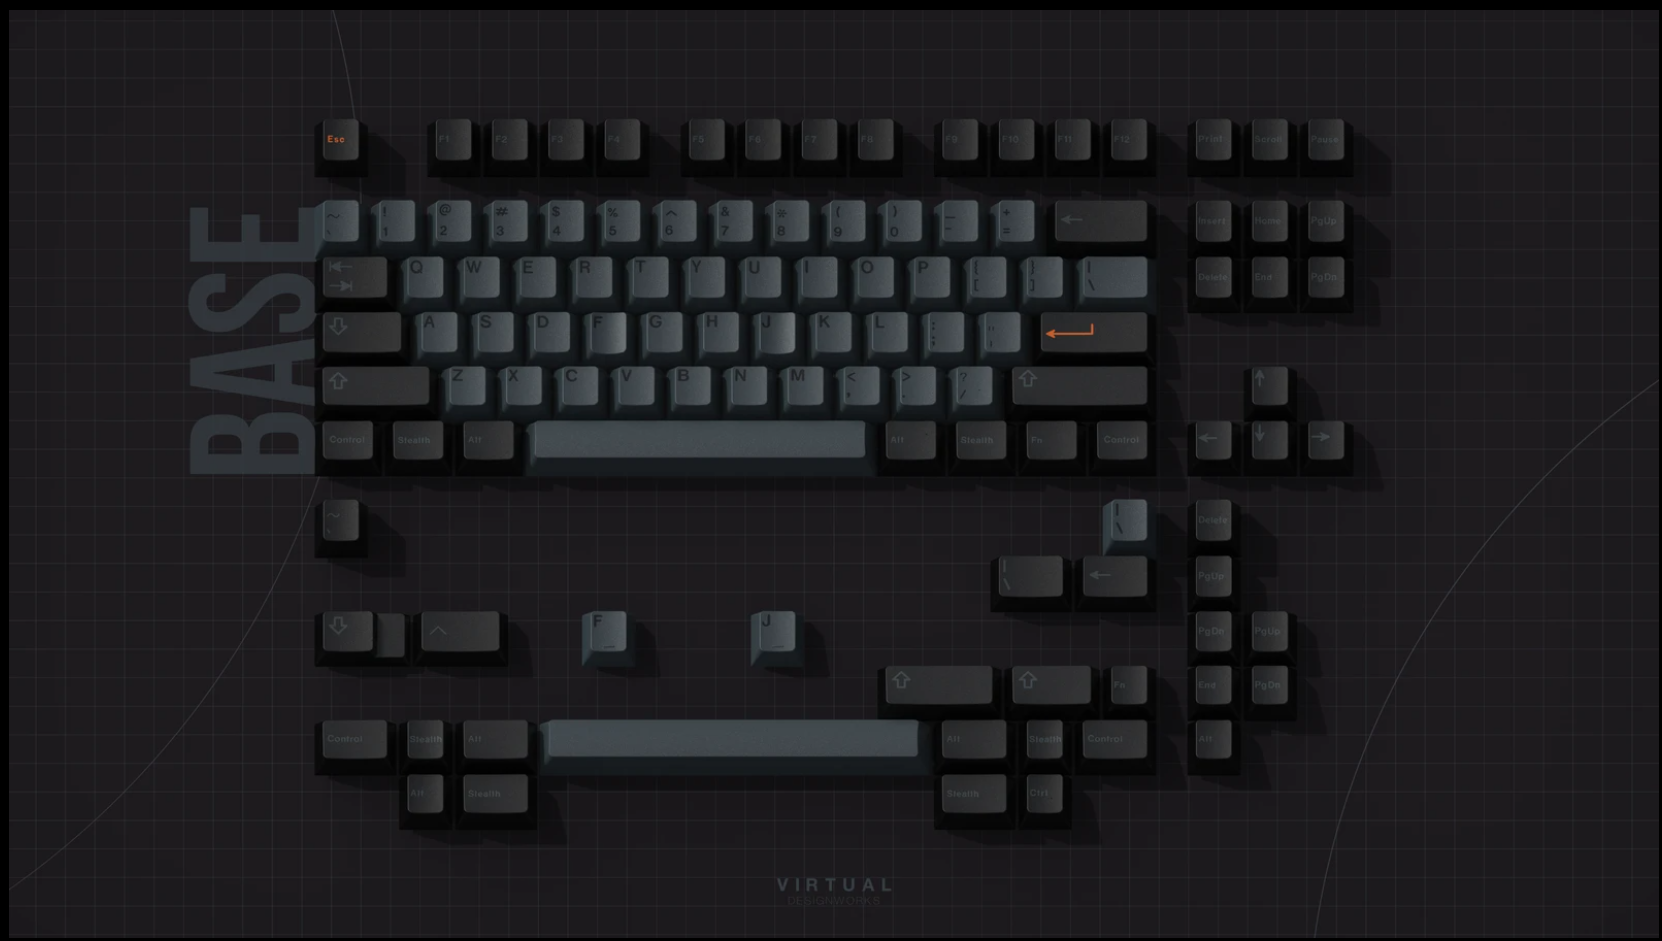 BASE
Esc F1 F2 F3 F4 F5 F6 F7 F8 F9 F10 F11 F12 Print Scroll Pause
~ ! @ # $ % ^ & * ( ) _ + ← Insert Home PgUp
` 1 2 3 4 5 6 7 8 9 0 - =
Q W E R T Y U I O P { } | Delete End PgDn
[ ] \
A S D F G H J K L : "
; '
Z X C V B N M < > ? ↑
, . /
Control Stealth Alt Alt Stealth Fn Control ← ↓ →
~ | Delete
` \
| ← PgUp
\
^ F J PgDn PgUp
Fn End PgDn
Control Stealth Alt Alt Stealth Control Alt
Alt Stealth Stealth Ctrl
VIRTUAL
DESIGNWORKS